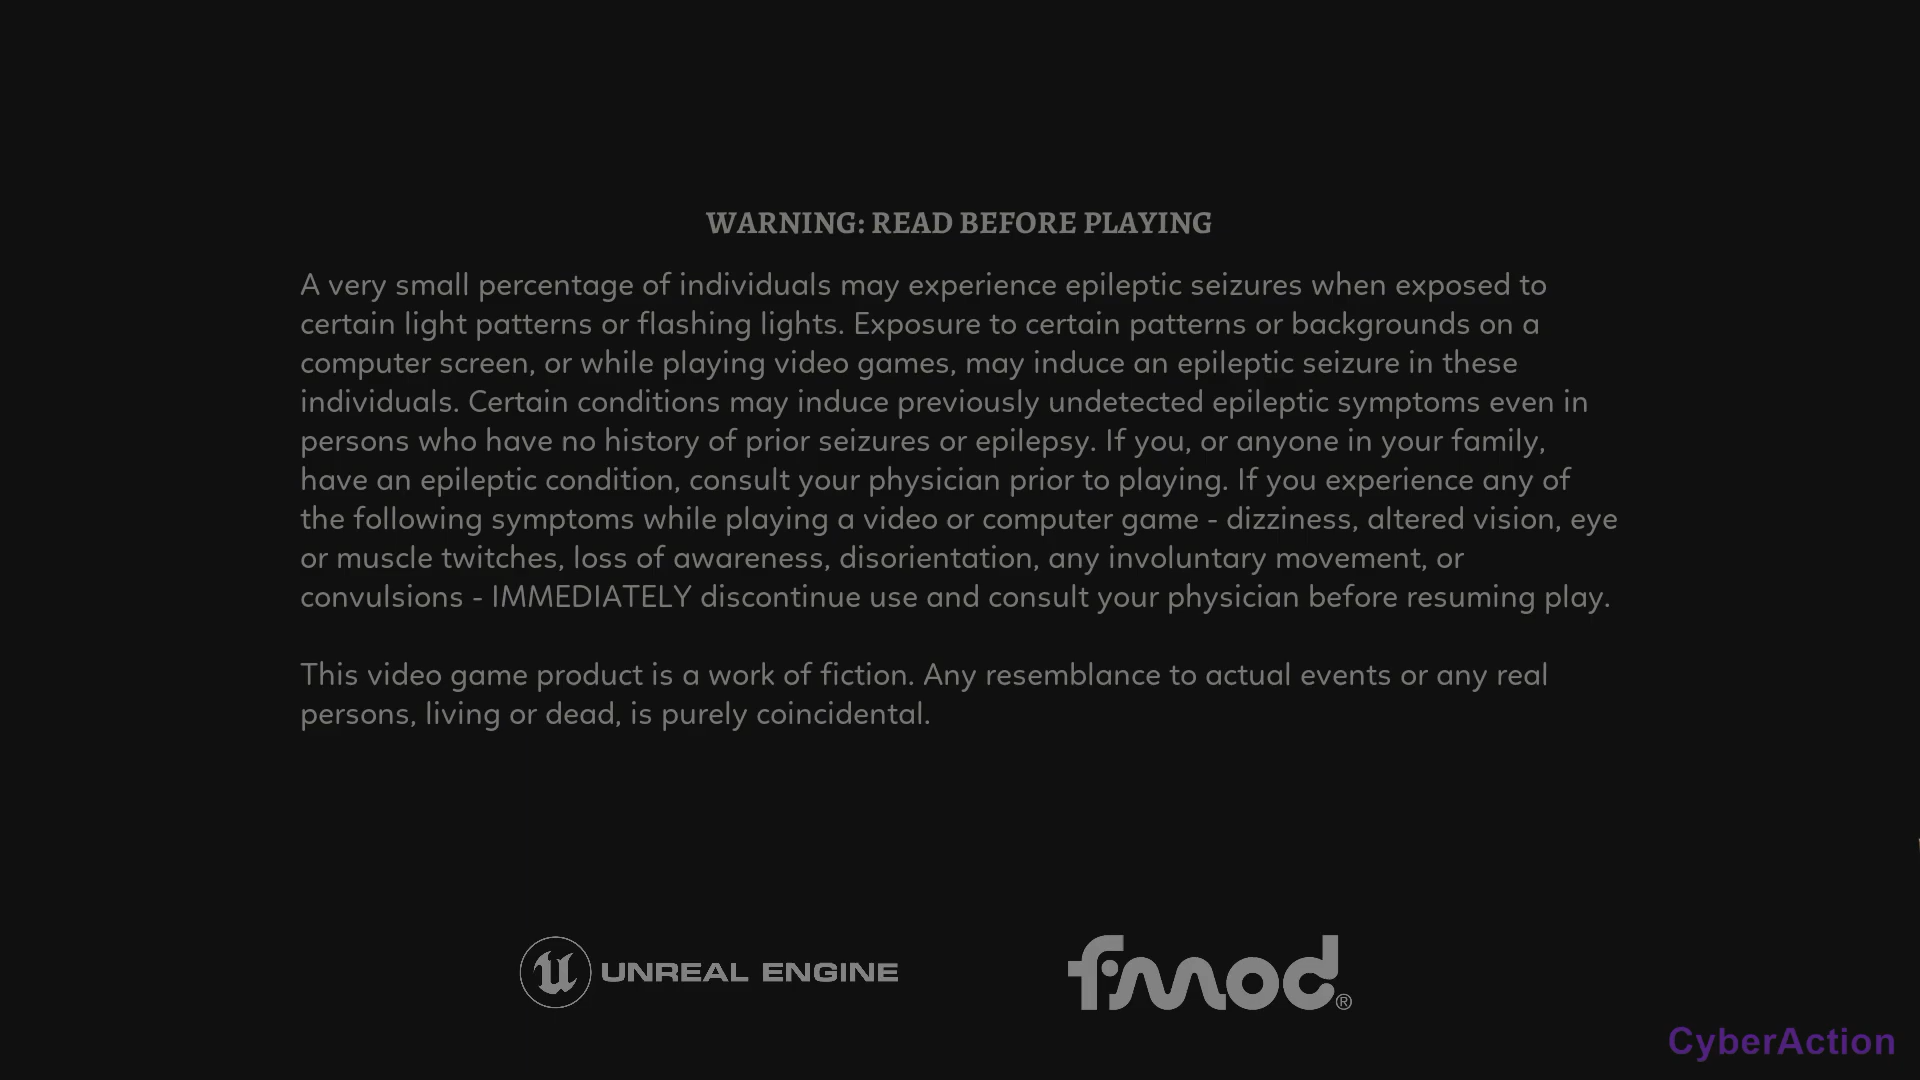 WARNING: READ BEFORE PLAYING
A very small percentage of individuals may experience epileptic seizures when exposed to
certain light patterns or flashing lights. Exposure to certain patterns or backgrounds on a
computer screen, or while playing video games, may induce an epileptic seizure in these
individuals. Certain conditions may induce previously undetected epileptic symptoms even in
persons who have no history of prior seizures or epilepsy. If you, or anyone in your family,
have an epileptic condition, consult your physician prior to playing. If you experience any of
the following symptoms while playing a video or computer game - dizziness, altered vision, eye
or muscle twitches, loss of awareness, disorientation, any involuntary movement, or
convulsions - IMMEDIATELY discontinue use and consult your physician before resuming play.
This video game product is a work of fiction. Any resemblance to actual events or any real
persons, living or dead, is purely coincidental.
UNREAL ENGINE
fmod®
CyberAction